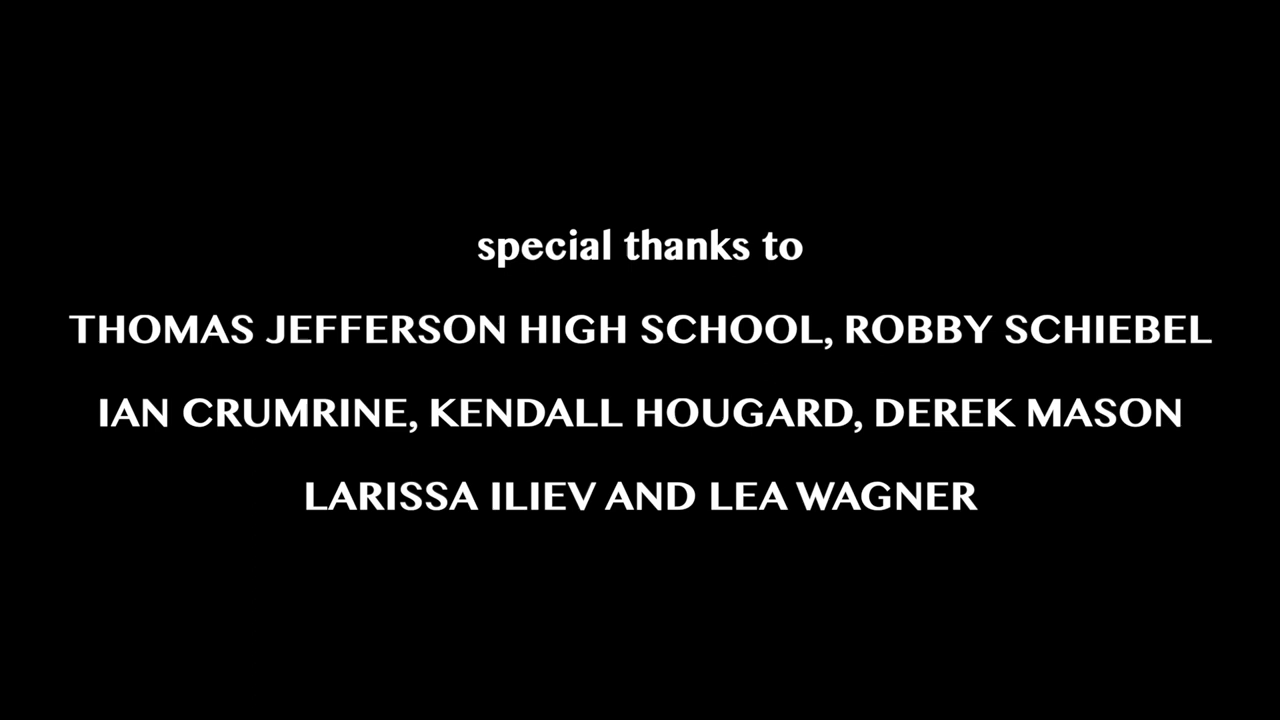 special thanks to
THOMAS JEFFERSON HIGH SCHOOL, ROBBY SCHIEBEL
IAN CRUMRINE, KENDALL HOUGARD, DEREK MASON
LARISSA ILIEV AND LEA WAGNER